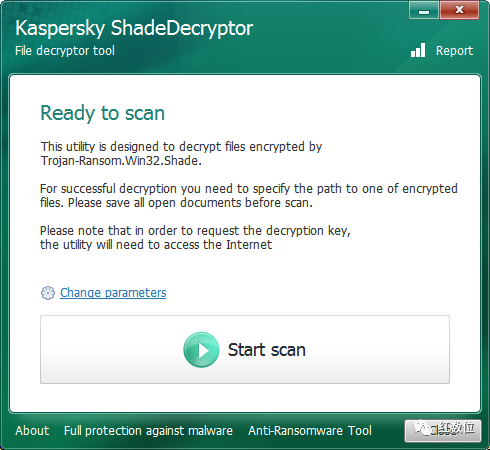 Kaspersky ShadeDecryptor
File decryptor tool
Report
Ready to scan
This utility is designed to decrypt files encrypted by
Trojan-Ransom.Win32.Shade.
For successful decryption you need to specify the path to one of encrypted
files. Please save all open documents before scan.
Please note that in order to request the decryption key,
the utility will need to access the Internet
Change parameters
Start scan
About Full protection against malware Anti-Ransomware Tool
红数位